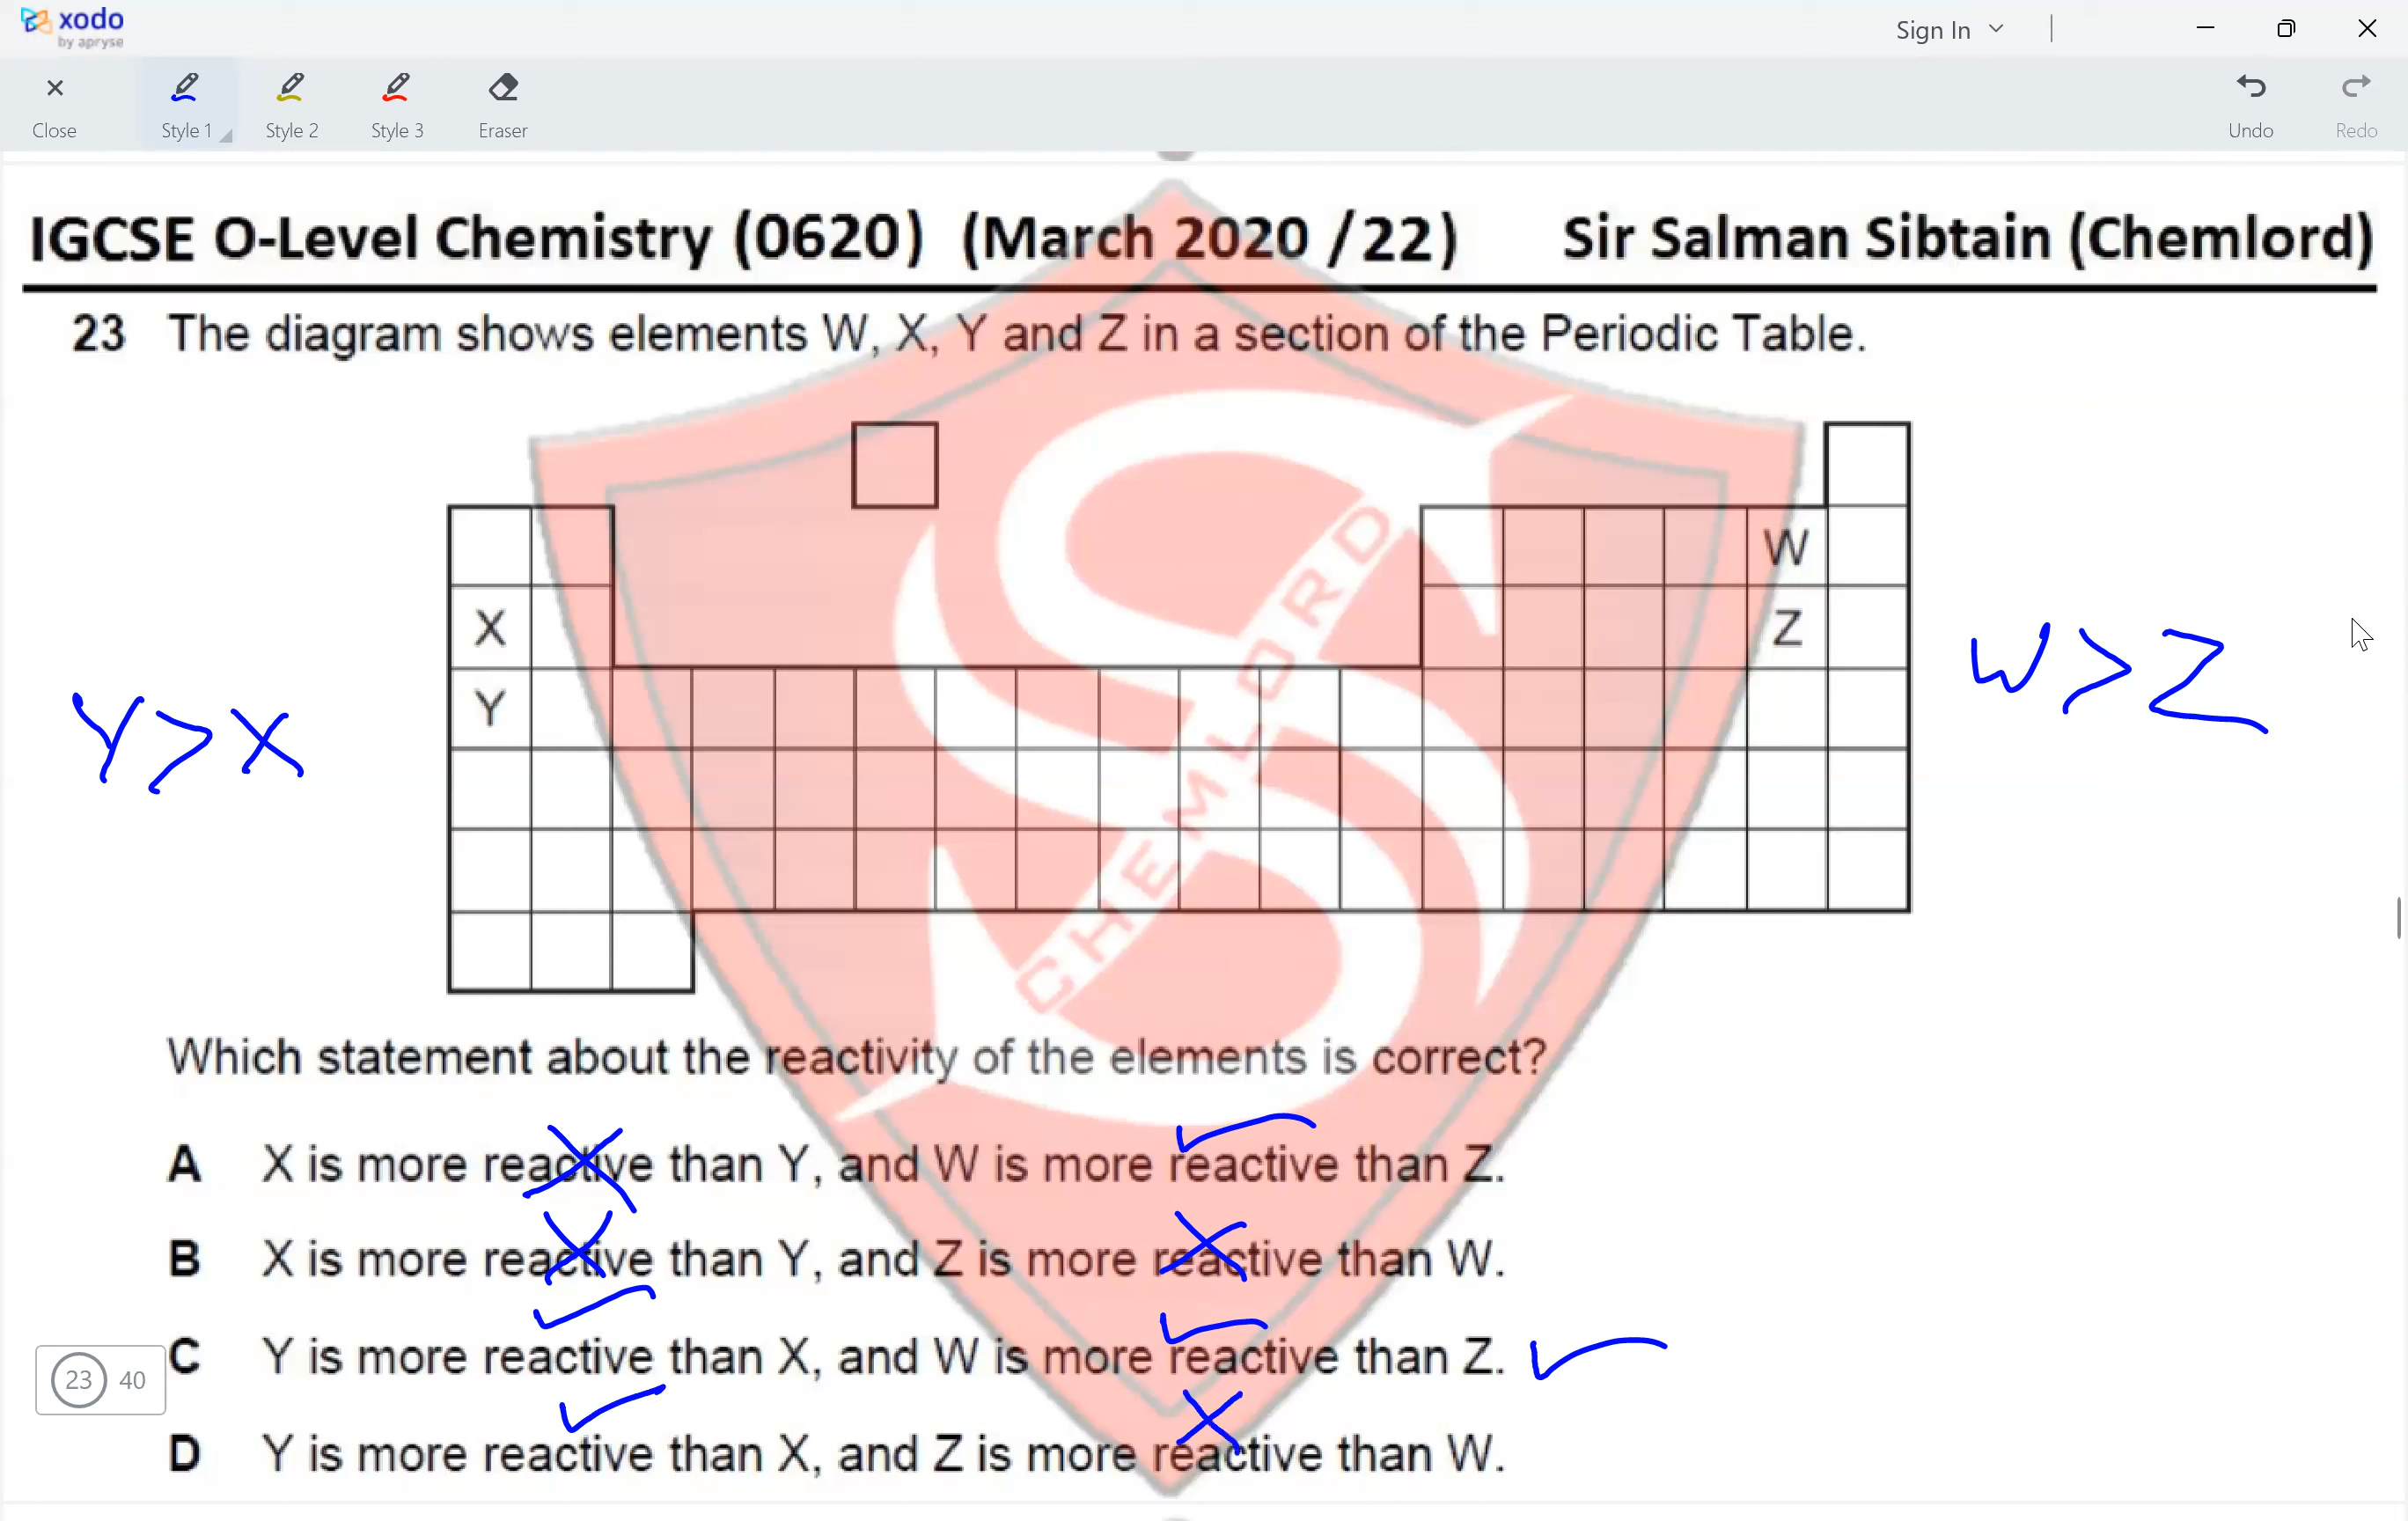 xodo
by apryse
Sign In
Close
Style 1
Style 2
Style 3
Eraser
Undo
Redo
IGCSE O-Level Chemistry (0620) (March 2020 /22) Sir Salman Sibtain (Chemlord)
23 The diagram shows elements W, X, Y and Z in a section of the Periodic Table.
W
X
Z
Y
Y > X
W > Z
CHEMLORD
Which statement about the reactivity of the elements is correct?
A X is more reactive than Y, and W is more reactive than Z.
B X is more reactive than Y, and Z is more reactive than W.
C Y is more reactive than X, and W is more reactive than Z.
23 40
D Y is more reactive than X, and Z is more reactive than W.